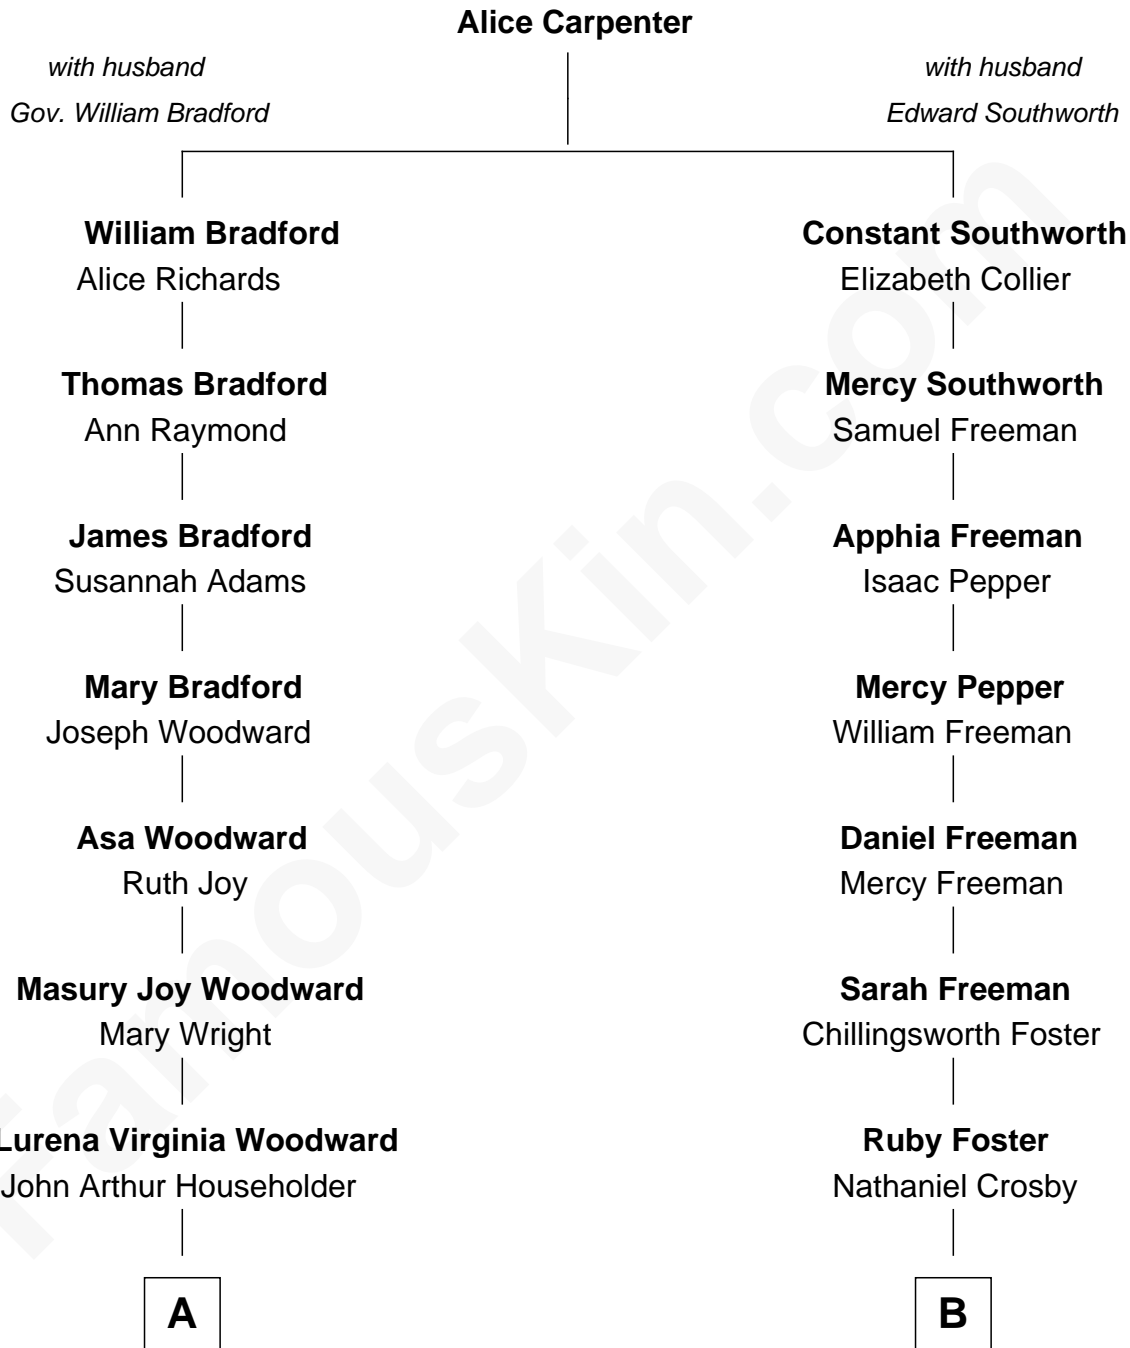 Alice Carpenter
with husband
Gov. William Bradford
with husband
Edward Southworth
William Bradford
Alice Richards
Constant Southworth
Elizabeth Collier
Thomas Bradford
Ann Raymond
Mercy Southworth
Samuel Freeman
James Bradford
Susannah Adams
Apphia Freeman
Isaac Pepper
Mary Bradford
Joseph Woodward
Mercy Pepper
William Freeman
Asa Woodward
Ruth Joy
Daniel Freeman
Mercy Freeman
Masury Joy Woodward
Mary Wright
Sarah Freeman
Chillingsworth Foster
Lurena Virginia Woodward
John Arthur Householder
Ruby Foster
Nathaniel Crosby
A
B
FamousKin.com